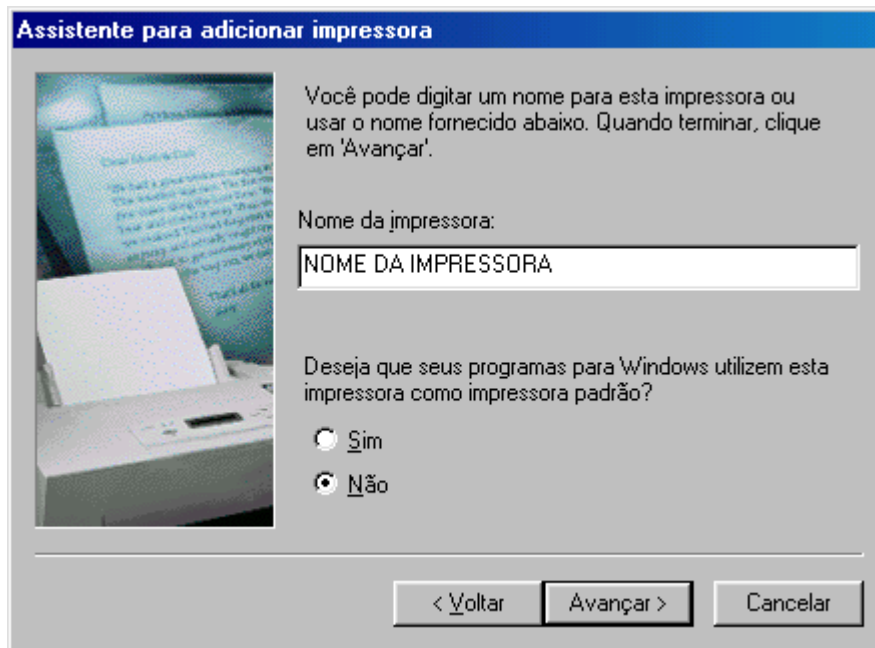 Assistente para adicionar impressora
Você pode digitar um nome para esta impressora ou
usar o nome fornecido abaixo. Quando terminar, clique
em 'Avançar'.
Nome da impressora:
NOME DA IMPRESSORA
Deseja que seus programas para Windows utilizem esta
impressora como impressora padrão?
Sim
Não
< Voltar
Avançar >
Cancelar